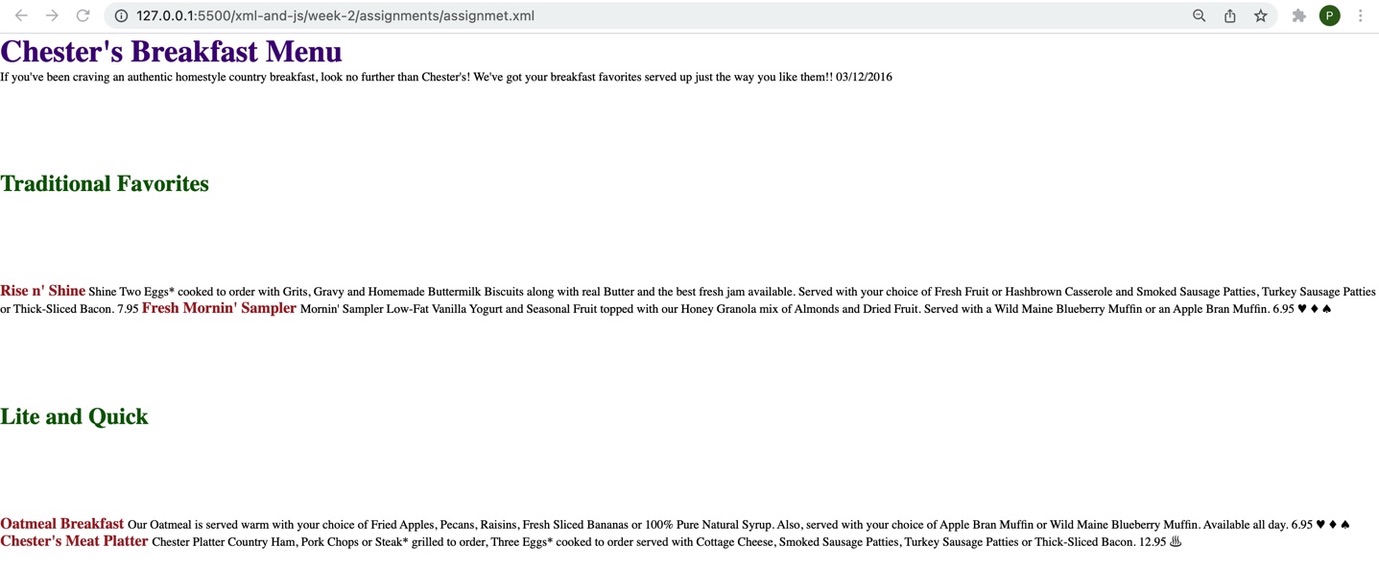 127.0.0.1:5500/xml-and-js/week-2/assignments/assignmet.xml
P
Chester's Breakfast Menu
If you've been craving an authentic homestyle country breakfast, look no further than Chester's! We've got your breakfast favorites served up just the way you like them!! 03/12/2016
Traditional Favorites
Rise n' Shine Shine Two Eggs* cooked to order with Grits, Gravy and Homemade Buttermilk Biscuits along with real Butter and the best fresh jam available. Served with your choice of Fresh Fruit or Hashbrown Casserole and Smoked Sausage Patties, Turkey Sausage Patties
or Thick-Sliced Bacon. 7.95 Fresh Mornin' Sampler Mornin' Sampler Low-Fat Vanilla Yogurt and Seasonal Fruit topped with our Honey Granola mix of Almonds and Dried Fruit. Served with a Wild Maine Blueberry Muffin or an Apple Bran Muffin. 6.95 ♥ ♦ ♠
Lite and Quick
Oatmeal Breakfast Our Oatmeal is served warm with your choice of Fried Apples, Pecans, Raisins, Fresh Sliced Bananas or 100% Pure Natural Syrup. Also, served with your choice of Apple Bran Muffin or Wild Maine Blueberry Muffin. Available all day. 6.95 ♥ ♦ ♠
Chester's Meat Platter Chester Platter Country Ham, Pork Chops or Steak* grilled to order, Three Eggs* cooked to order served with Cottage Cheese, Smoked Sausage Patties, Turkey Sausage Patties or Thick-Sliced Bacon. 12.95 ♨